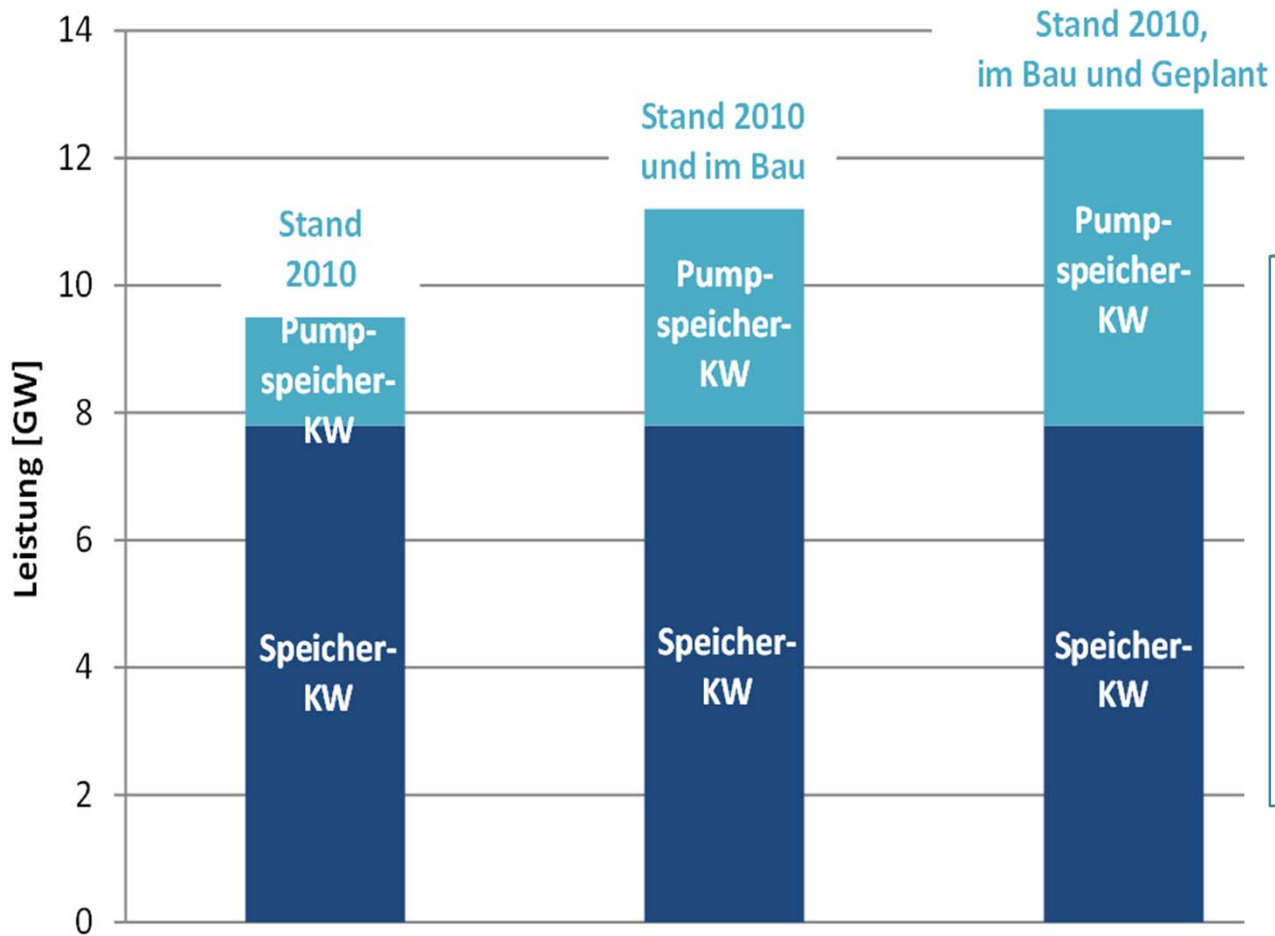 Leistung [GW]
14
12
10
8
6
4
2
0
Stand
2010
Pump-
speicher-
KW
Speicher-
KW
Stand 2010
und im Bau
Pump-
speicher-
KW
Speicher-
KW
Stand 2010,
im Bau und Geplant
Pump-
speicher-
KW
Speicher-
KW